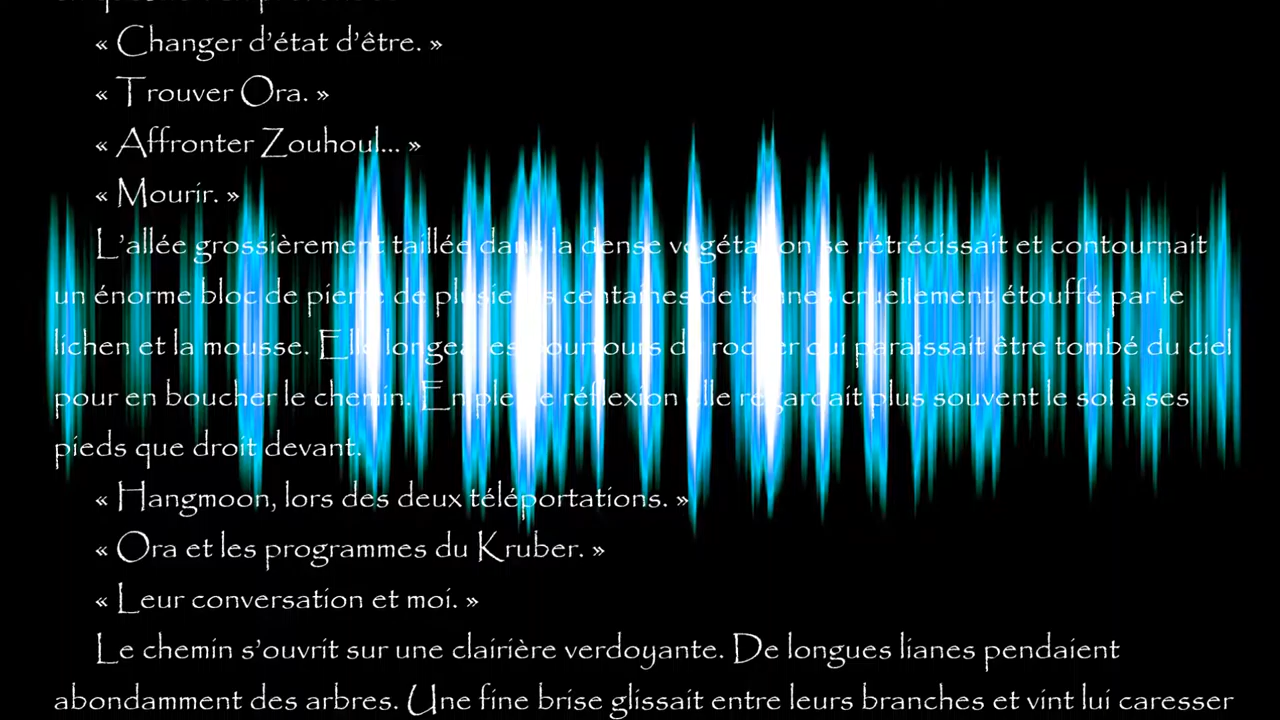 « Changer d’état d’être. »
« Trouver Ora. »
« Affronter Zouhoul... »
« Mourir. »
L’allée grossièrement taillée dans la dense végétation se rétrécissait et contournait
un énorme bloc de pierre de plusieurs centaines de tonnes cruellement étouffé par le
lichen et la mousse. Elle longea les pourtours du rocher qui paraissait être tombé du ciel
pour en boucher le chemin. En pleine réflexion elle regardait plus souvent le sol à ses
pieds que droit devant.
« Hangmoon, lors des deux téléportations. »
« Ora et les programmes du Kruber. »
« Leur conversation et moi. »
Le chemin s’ouvrit sur une clairière verdoyante. De longues lianes pendaient
abondamment des arbres. Une fine brise glissait entre leurs branches et vint lui caresser